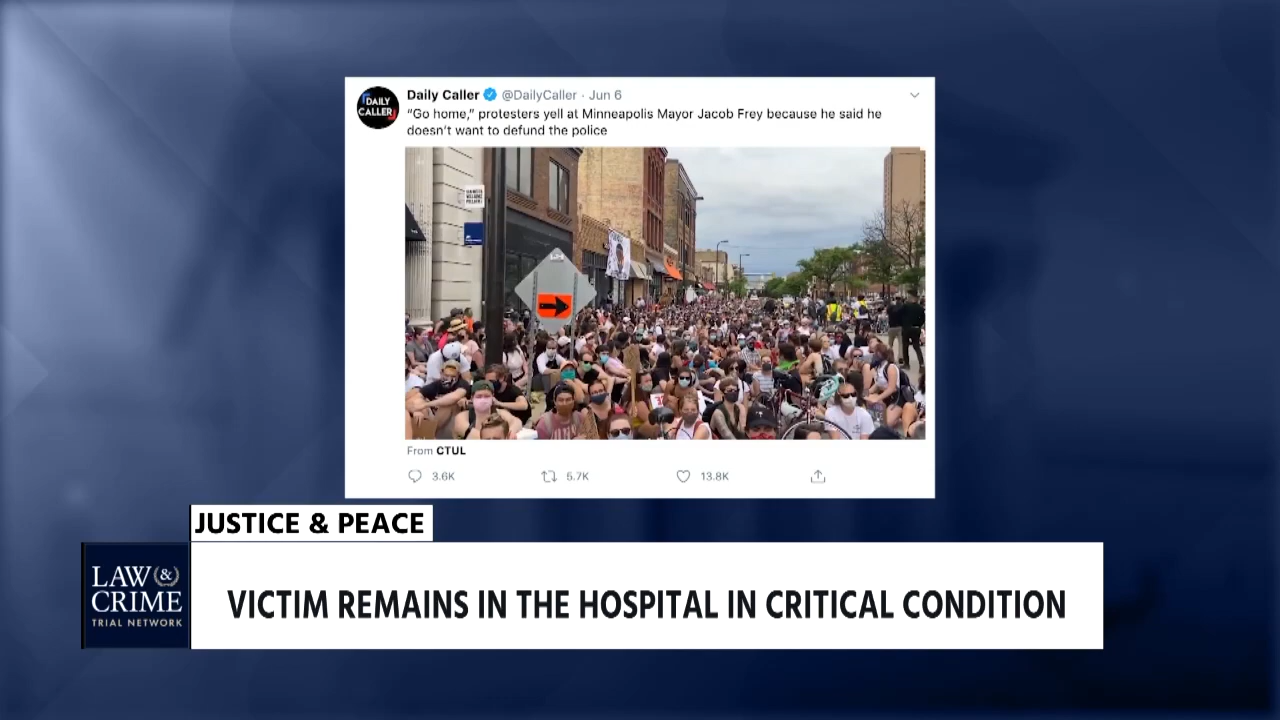 DAILY
CALLER
Daily Caller @DailyCaller · Jun 6
“Go home,” protesters yell at Minneapolis Mayor Jacob Frey because he said he
doesn’t want to defund the police
From CTUL
3.6K 5.7K 13.8K
JUSTICE & PEACE
LAW &
CRIME
TRIAL NETWORK
VICTIM REMAINS IN THE HOSPITAL IN CRITICAL CONDITION